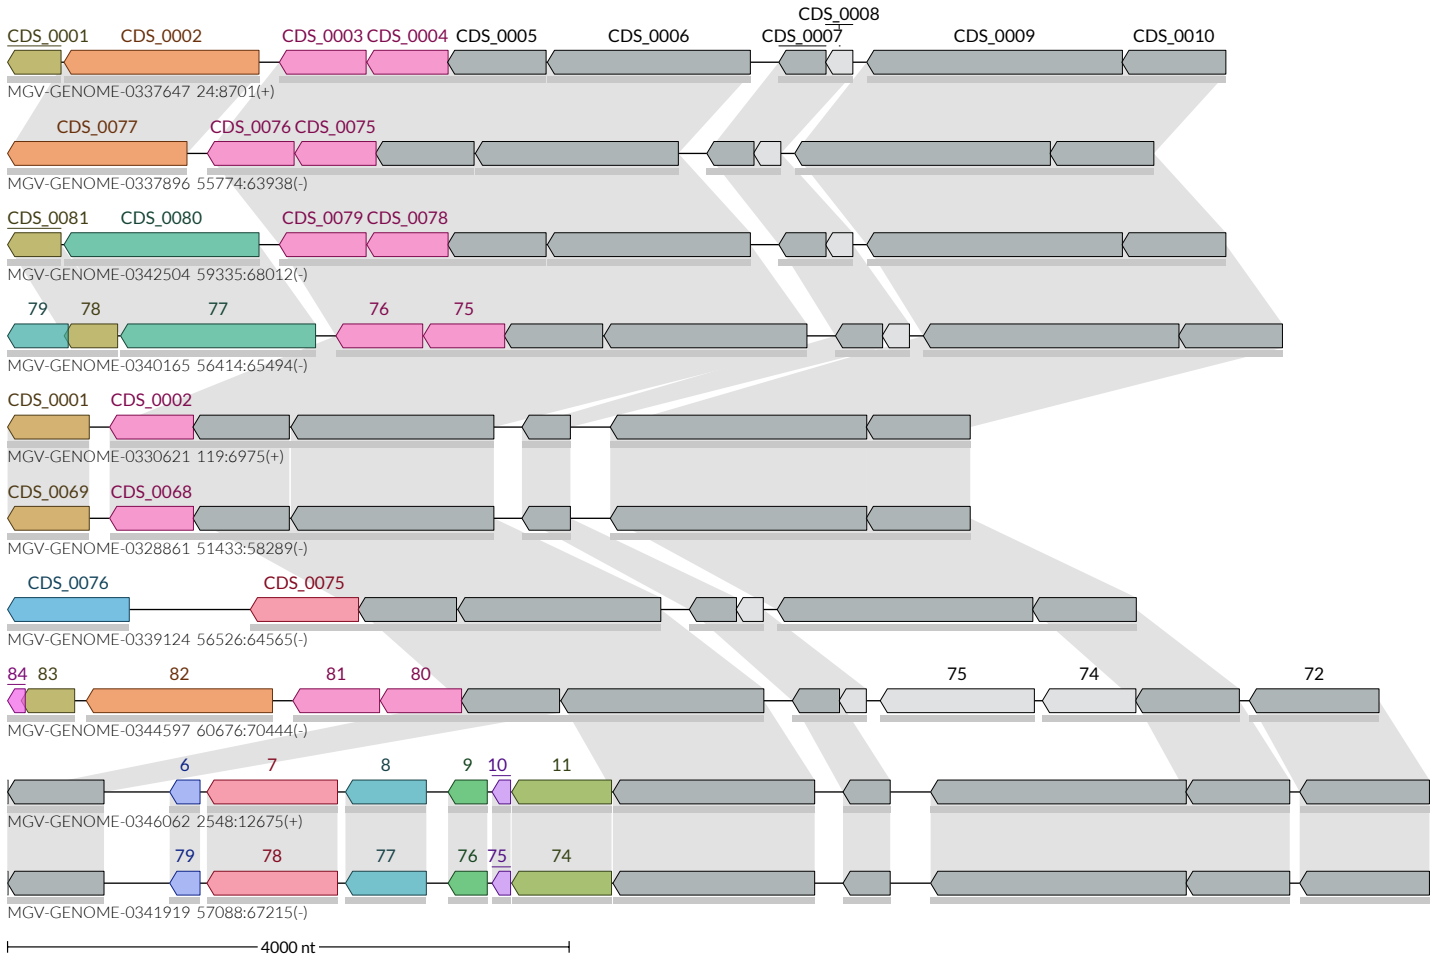 CDS_0008
CDS_0001 CDS_0002 CDS_0003 CDS_0004 CDS_0005 CDS_0006 CDS_0007 CDS_0009 CDS_0010
MGV-GENOME-0337647 24:8701(+)
CDS_0077 CDS_0076 CDS_0075
MGV-GENOME-0337896 55774:63938(-)
CDS_0081 CDS_0080 CDS_0079 CDS_0078
MGV-GENOME-0342504 59335:68012(-)
79 78 77 76 75
MGV-GENOME-0340165 56414:65494(-)
CDS_0001 CDS_0002
MGV-GENOME-0330621 119:6975(+)
CDS_0069 CDS_0068
MGV-GENOME-0328861 51433:58289(-)
CDS_0076 CDS_0075
MGV-GENOME-0339124 56526:64565(-)
84 83 82 81 80 75 74 72
MGV-GENOME-0344597 60676:70444(-)
6 7 8 9 10 11
MGV-GENOME-0346062 2548:12675(+)
79 78 77 76 75 74
MGV-GENOME-0341919 57088:67215(-)
4000 nt